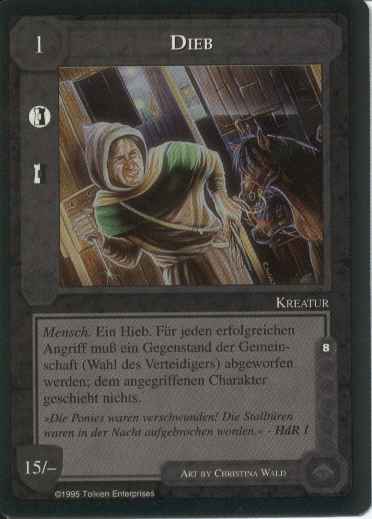 1
DIEB
KREATUR
Mensch. Ein Hieb. Für jeden erfolgreichen
Angriff muß ein Gegenstand der Gemein-
schaft (Wahl des Verteidigers) abgeworfen
werden; dem angegriffenen Charakter
geschieht nichts.
8
»Die Ponies waren verschwunden! Die Stalltüren
waren in der Nacht aufgebrochen worden.« - HdR I
15/–
ART BY CHRISTINA WALD
©1995 Tolkien Enterprises